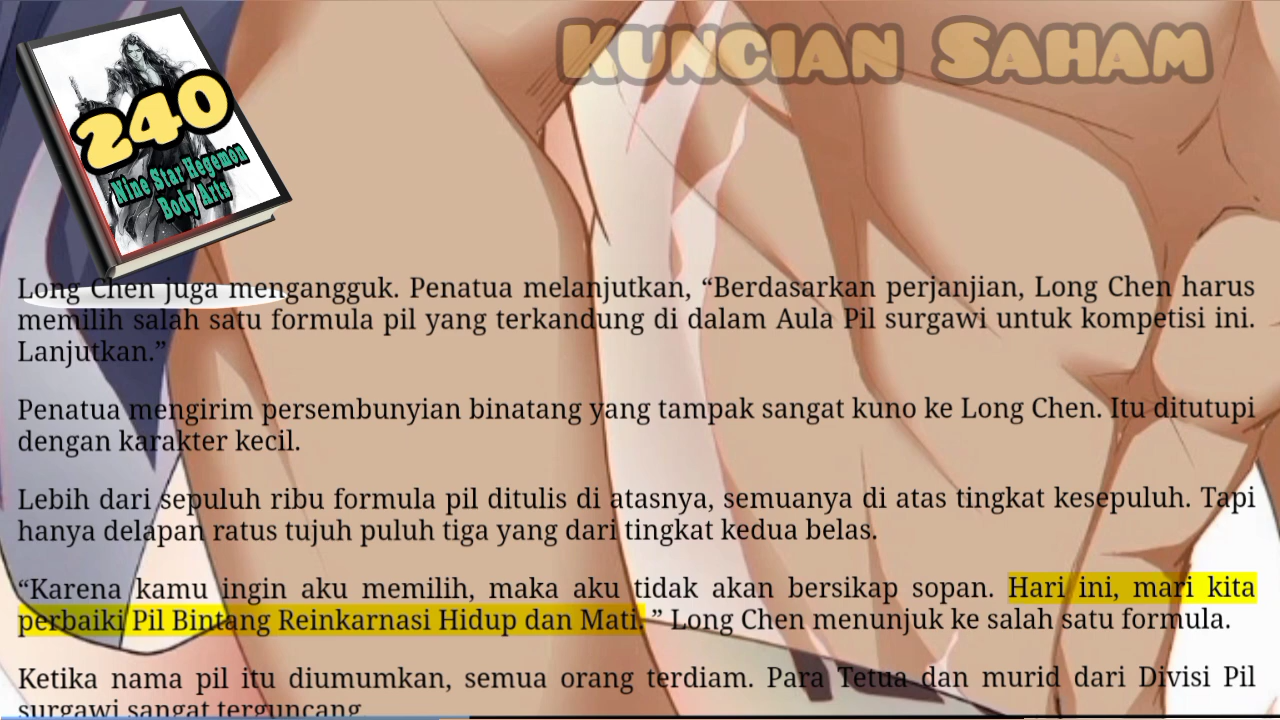 KUNCIAN SAHAM
240
Nine Star Hegemon
Body Arts
Long Chen juga mengangguk. Penatua melanjutkan, “Berdasarkan perjanjian, Long Chen harus
memilih salah satu formula pil yang terkandung di dalam Aula Pil surgawi untuk kompetisi ini.
Lanjutkan.”
Penatua mengirim persembunyian binatang yang tampak sangat kuno ke Long Chen. Itu ditutupi
dengan karakter kecil.
Lebih dari sepuluh ribu formula pil ditulis di atasnya, semuanya di atas tingkat kesepuluh. Tapi
hanya delapan ratus tujuh puluh tiga yang dari tingkat kedua belas.
“Karena kamu ingin aku memilih, maka aku tidak akan bersikap sopan. Hari ini, mari kita
perbaiki Pil Bintang Reinkarnasi Hidup dan Mati. ” Long Chen menunjuk ke salah satu formula.
Ketika nama pil itu diumumkan, semua orang terdiam. Para Tetua dan murid dari Divisi Pil
surgawi sangat terguncang